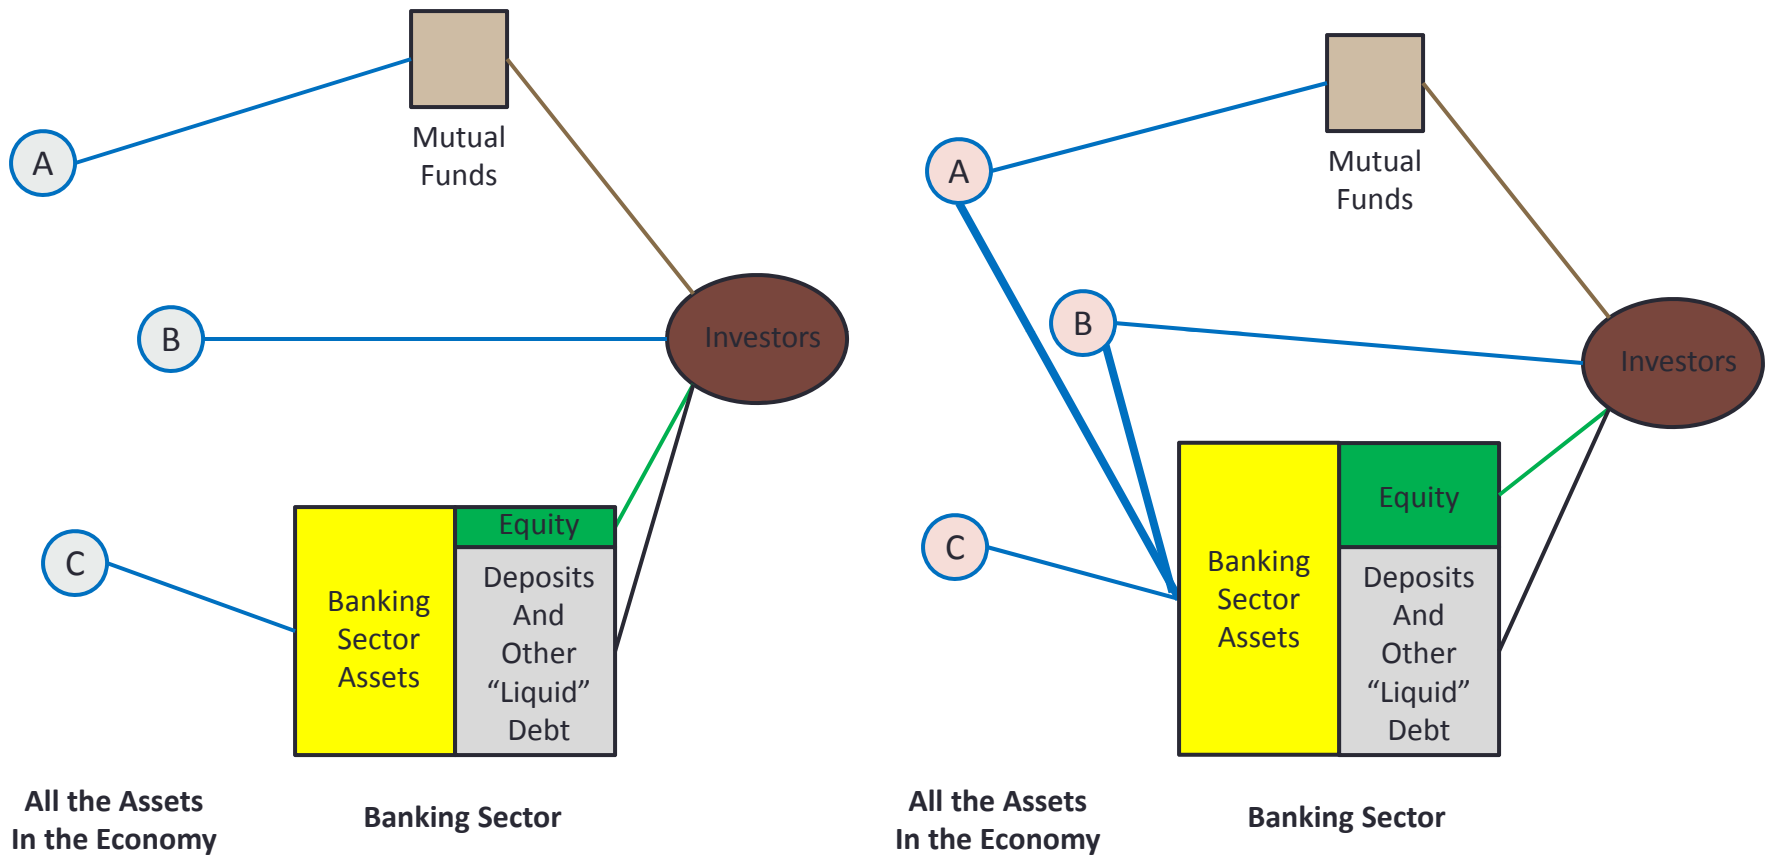 Mutual
Funds
A
B
Investors
C
Equity
Deposits
And
Other
“Liquid”
Debt
Banking
Sector
Assets
All the Assets
In the Economy
Banking Sector
Mutual
Funds
A
B
Investors
C
Equity
Banking
Sector
Assets
Deposits
And
Other
“Liquid”
Debt
All the Assets
In the Economy
Banking Sector